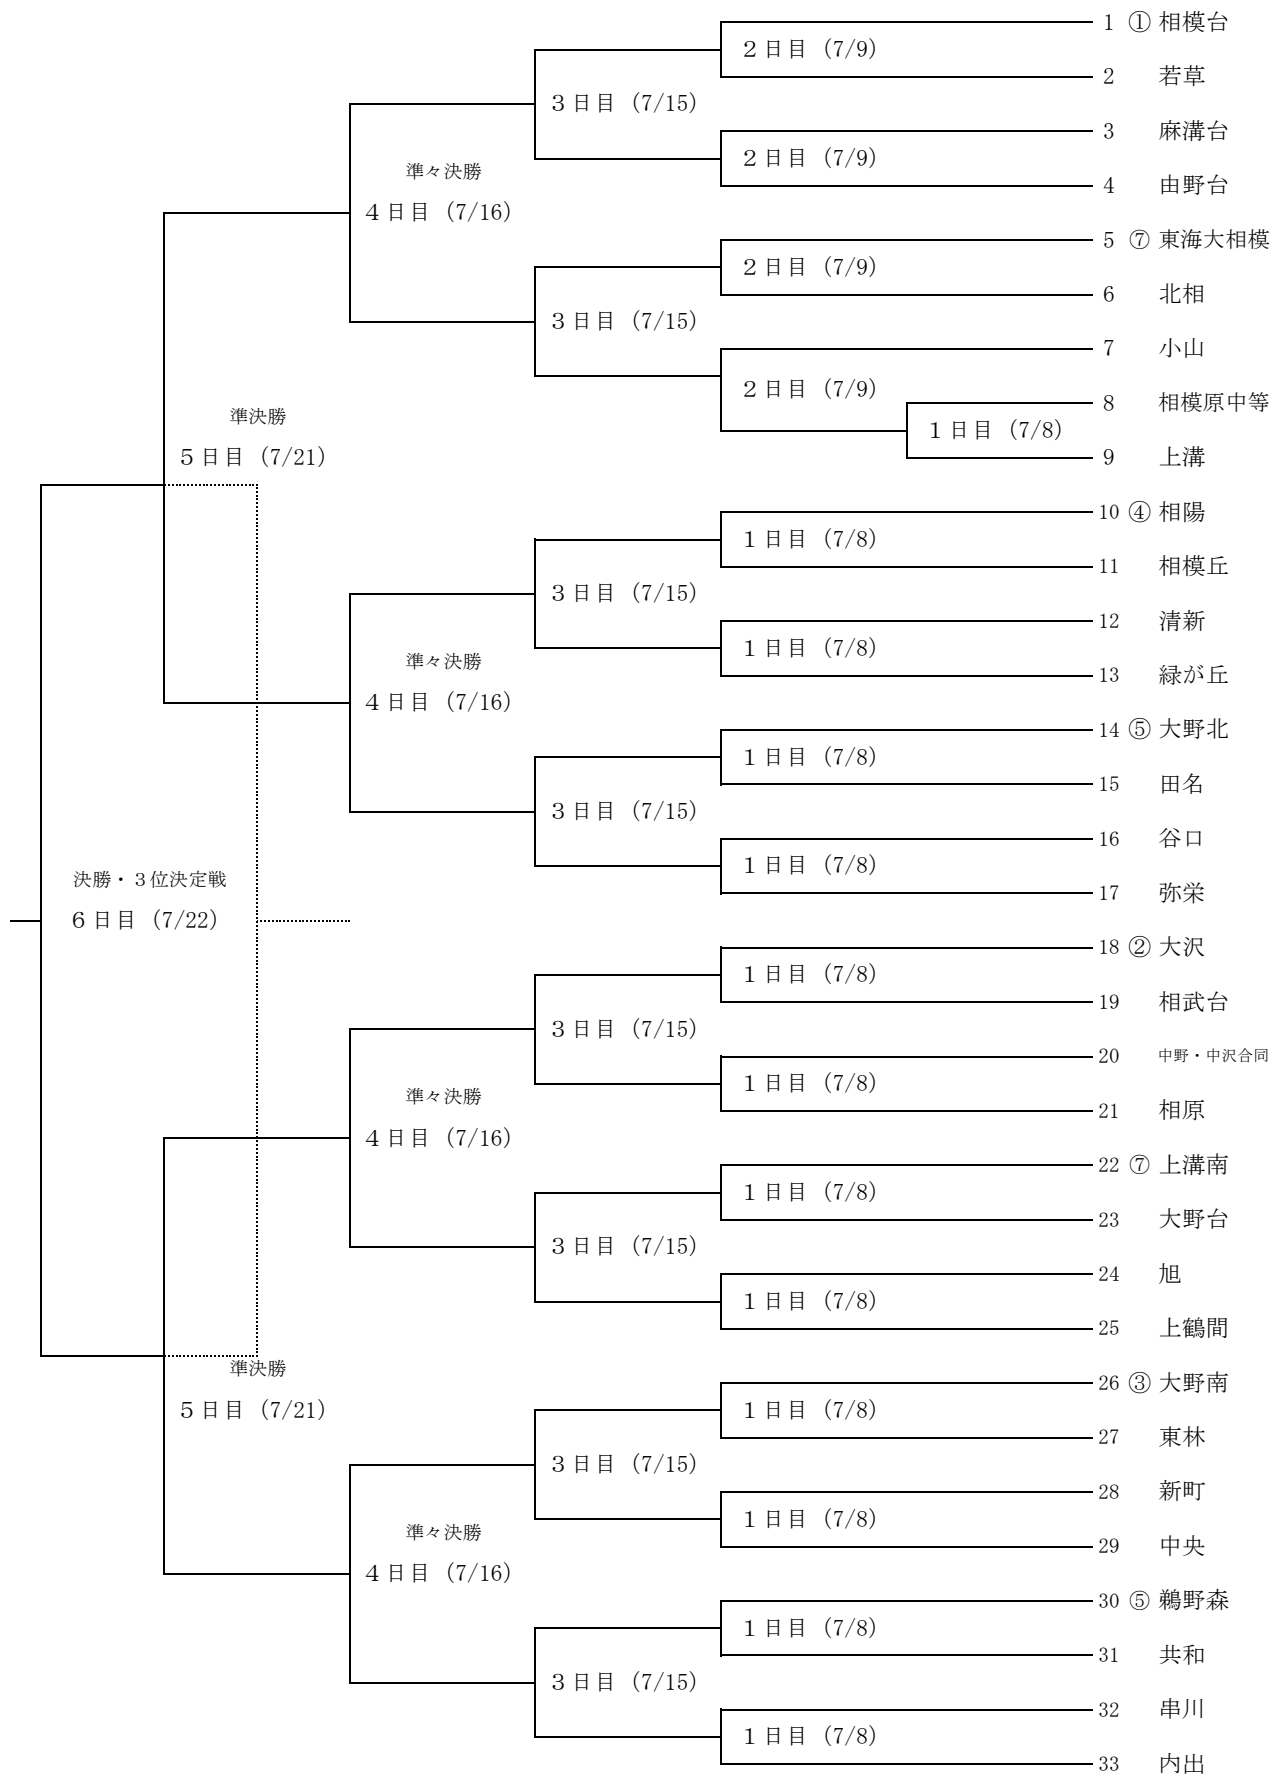 1 ① 相模台
2日目 (7/9)
2 若草
3日目 (7/15)
3 麻溝台
2日目 (7/9)
準々決勝
4 由野台
4日目 (7/16)
5 ⑦ 東海大相模
2日目 (7/9)
6 北相
3日目 (7/15)
7 小山
2日目 (7/9)
8 相模原中等
準決勝
1日目 (7/8)
5日目 (7/21)
9 上溝
10 ④ 相陽
1日目 (7/8)
11 相模丘
3日目 (7/15)
12 清新
1日目 (7/8)
準々決勝
13 緑が丘
4日目 (7/16)
14 ⑤ 大野北
1日目 (7/8)
15 田名
3日目 (7/15)
16 谷口
1日目 (7/8)
決勝・3位決定戦
17 弥栄
6日目 (7/22)
18 ② 大沢
1日目 (7/8)
19 相武台
3日目 (7/15)
20 中野・中沢合同
1日目 (7/8)
準々決勝
21 相原
4日目 (7/16)
22 ⑦ 上溝南
1日目 (7/8)
23 大野台
3日目 (7/15)
24 旭
1日目 (7/8)
25 上鶴間
準決勝
26 ③ 大野南
5日目 (7/21)
1日目 (7/8)
27 東林
3日目 (7/15)
28 新町
1日目 (7/8)
準々決勝
29 中央
4日目 (7/16)
30 ⑤ 鵜野森
1日目 (7/8)
31 共和
3日目 (7/15)
32 串川
1日目 (7/8)
33 内出